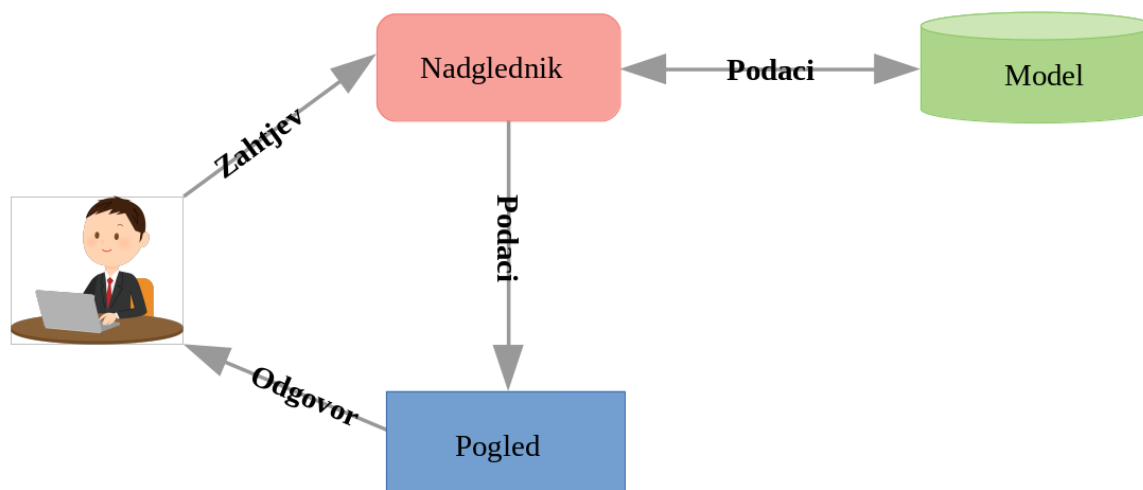 Nadglednik
Podaci
Model
Zahtjev
Podaci
Odgovor
Pogled